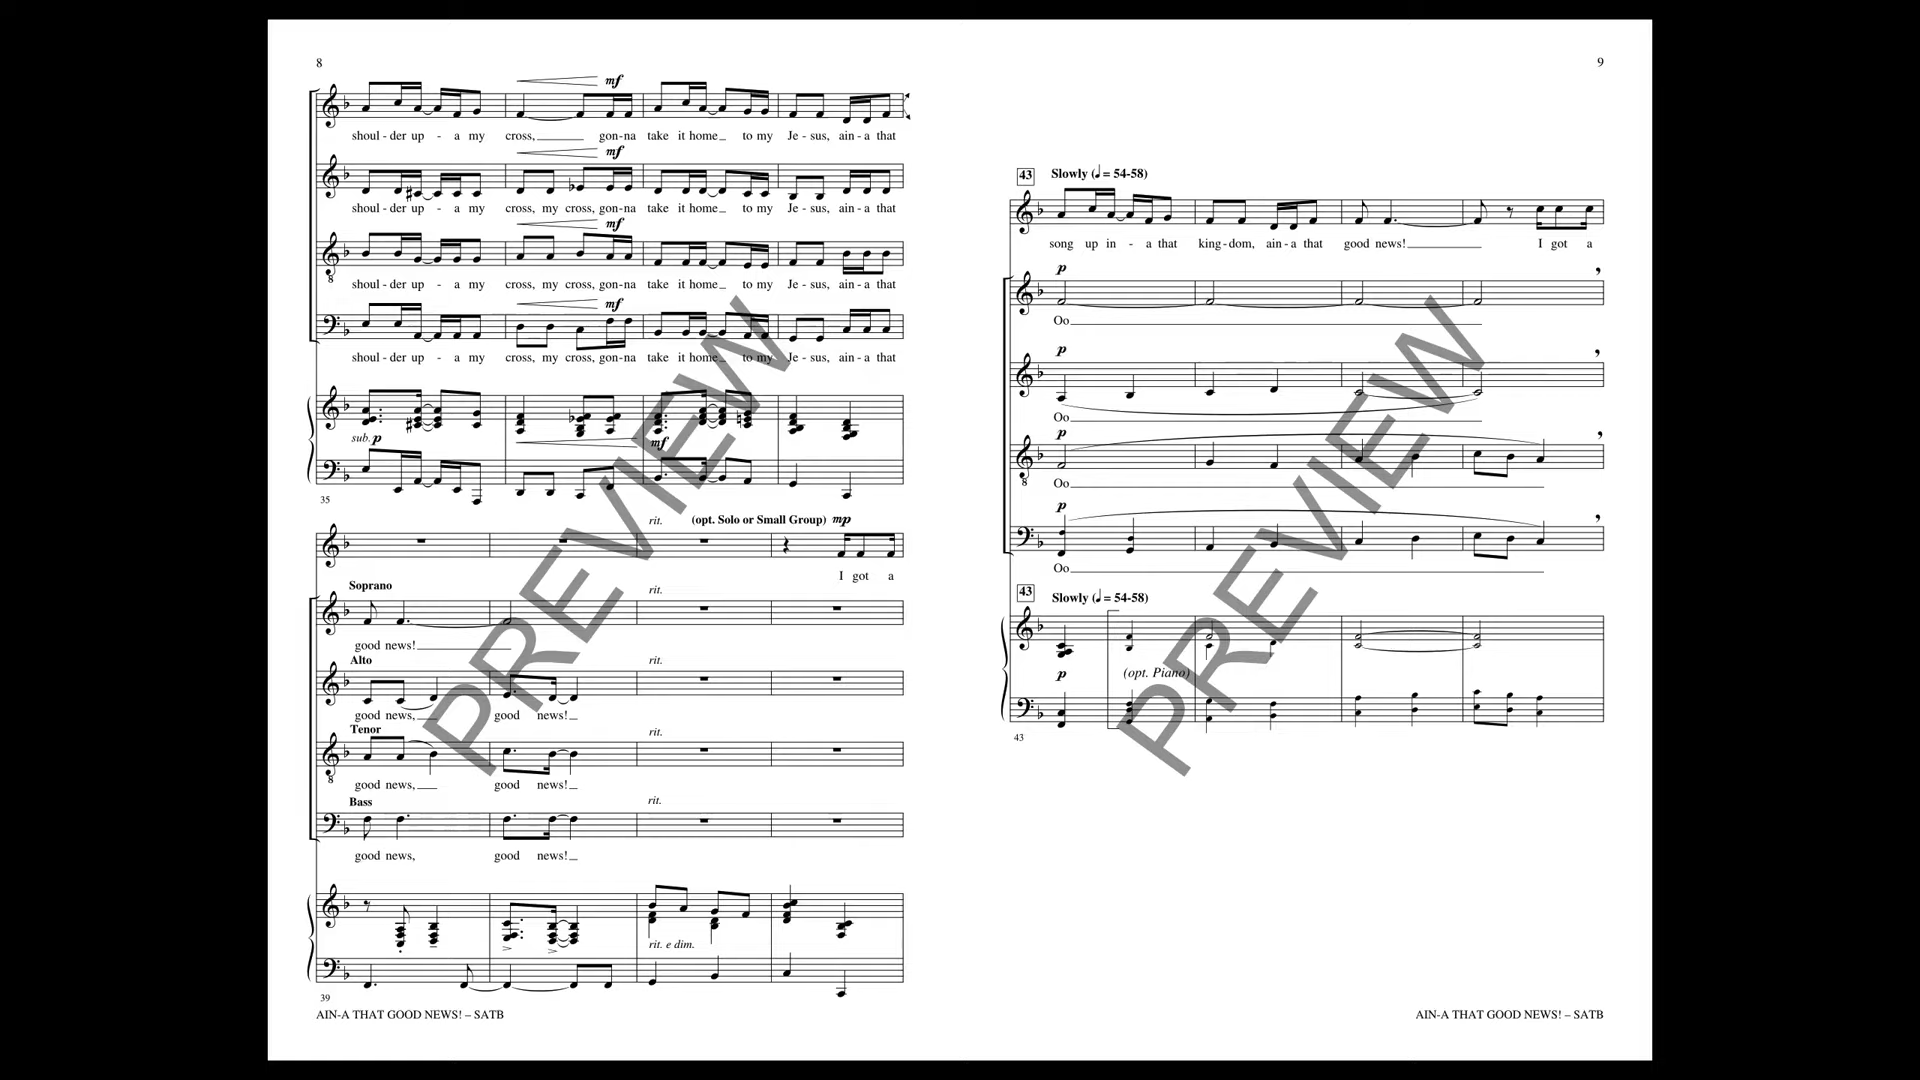 8
mf
shoul - der up - a my cross, gon-na take it home to my Je - sus, ain - a that
mf
shoul - der up - a my cross, my cross, gon-na take it home to my Je - sus, ain - a that
mf
shoul - der up - a my cross, my cross, gon-na take it home to my Je - sus, ain - a that
mf
shoul - der up - a my cross, my cross, gon-na take it home to my Je - sus, ain - a that
sub. p mf
35
rit. (opt. Solo or Small Group) mp
I got a
Soprano rit.
good news!
Alto rit.
good news, good news!
Tenor rit.
good news, good news!
Bass rit.
good news, good news!
rit. e dim.
39
AIN-A THAT GOOD NEWS! – SATB
PREVIEW
9
43 Slowly (♩ = 54-58)
song up in - a that king - dom, ain - a that good news! I got a
p
Oo
p
Oo
p
Oo
p
Oo
43 Slowly (♩ = 54-58)
p (opt. Piano)
43
AIN-A THAT GOOD NEWS! – SATB
PREVIEW